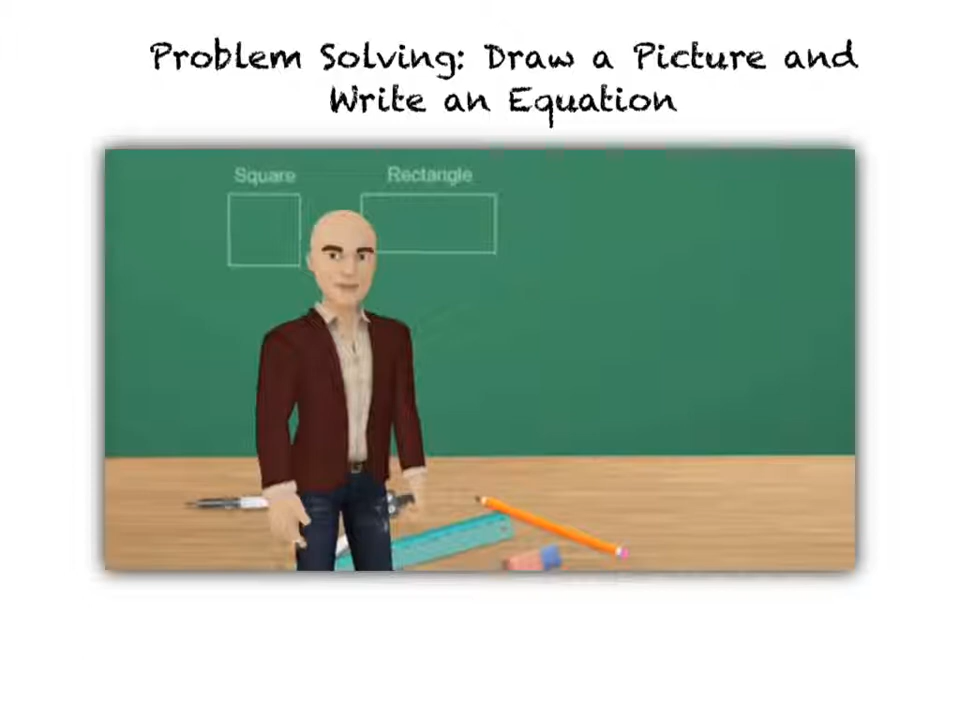 Problem Solving: Draw a Picture and
Write an Equation
Square Rectangle